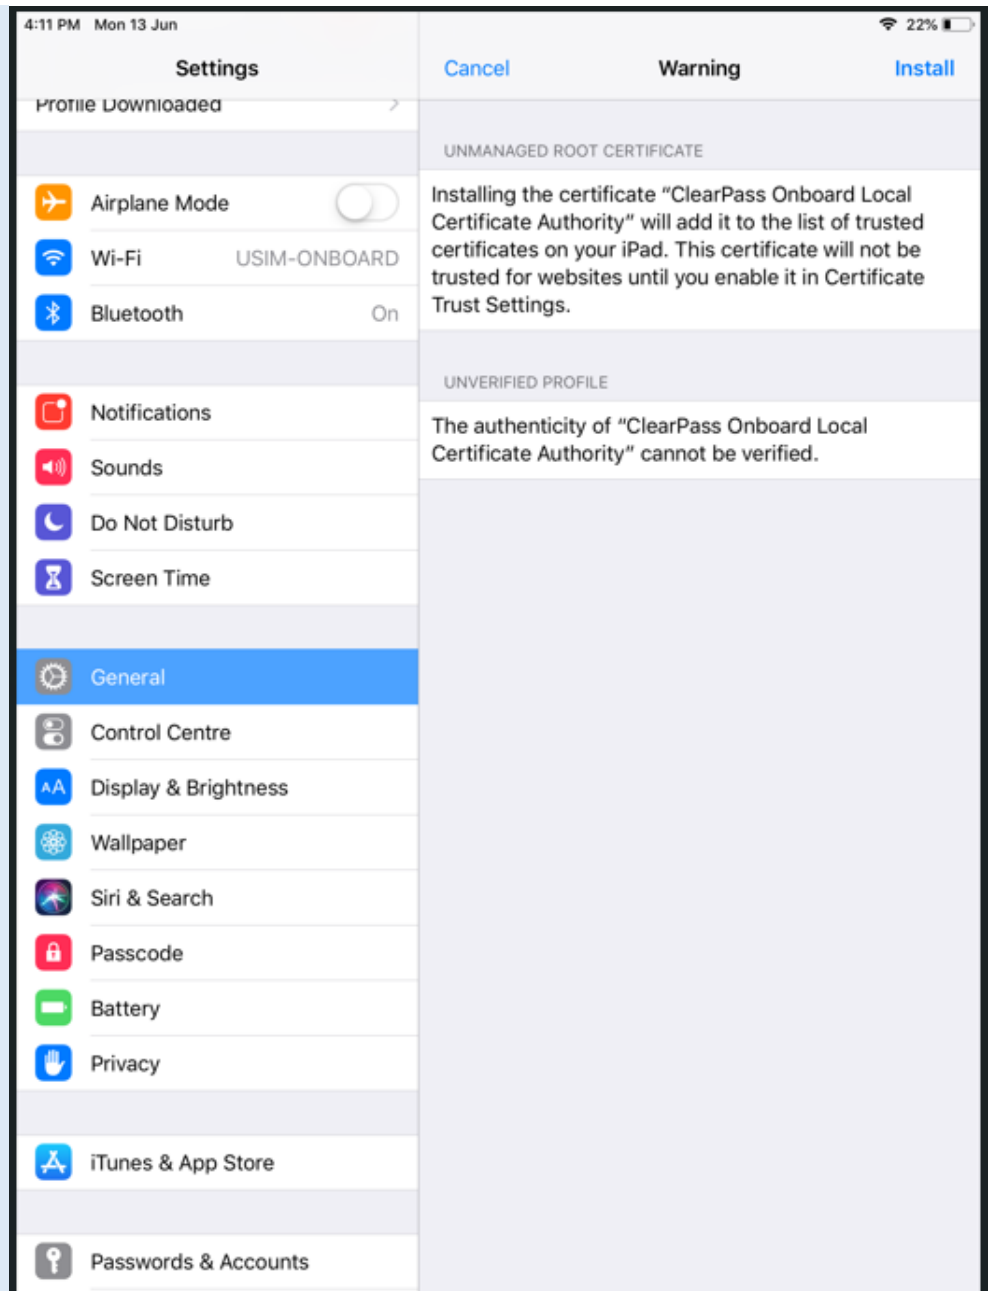 4:11 PM Mon 13 Jun
22%
Settings
Cancel
Warning
Install
Profile Downloaded
Airplane Mode
Wi-Fi USIM-ONBOARD
Bluetooth On
Notifications
Sounds
Do Not Disturb
Screen Time
General
Control Centre
Display & Brightness
Wallpaper
Siri & Search
Passcode
Battery
Privacy
iTunes & App Store
Passwords & Accounts
UNMANAGED ROOT CERTIFICATE
Installing the certificate “ClearPass Onboard Local
Certificate Authority” will add it to the list of trusted
certificates on your iPad. This certificate will not be
trusted for websites until you enable it in Certificate
Trust Settings.
UNVERIFIED PROFILE
The authenticity of “ClearPass Onboard Local
Certificate Authority” cannot be verified.